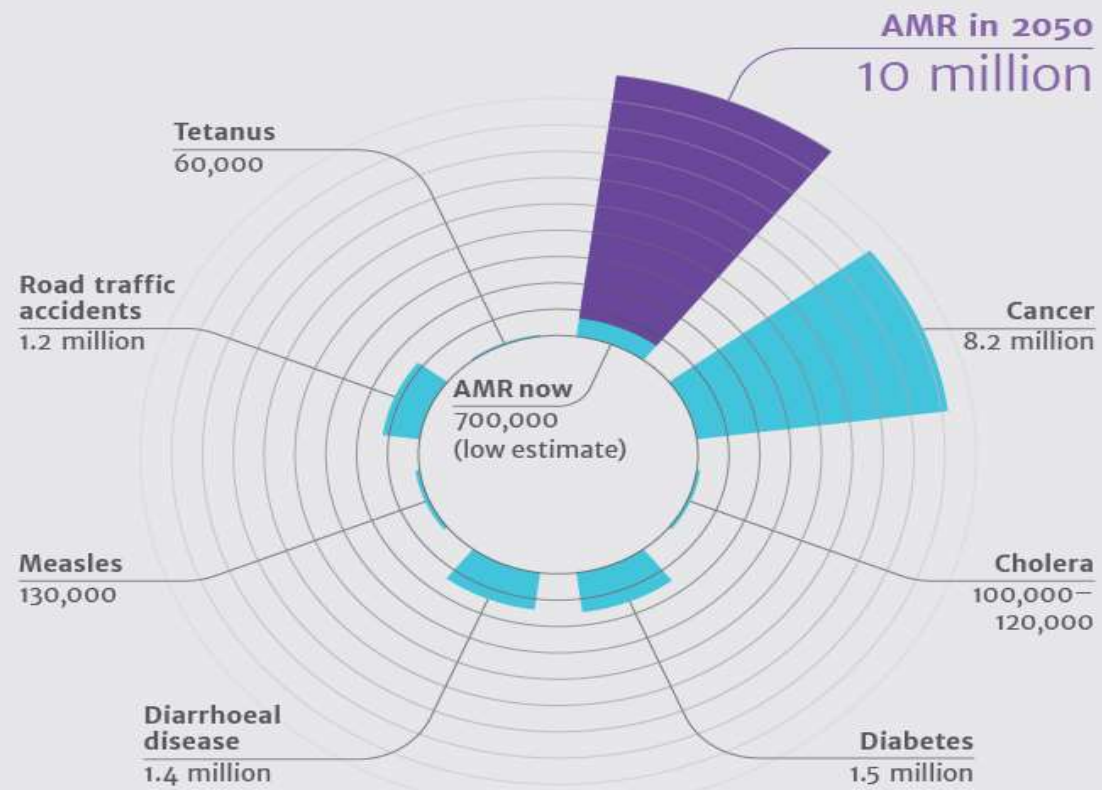 AMR in 2050
10 million
Tetanus
60,000
Road traffic
accidents
1.2 million
Cancer
8.2 million
AMR now
700,000
(low estimate)
Measles
130,000
Cholera
100,000–
120,000
Diarrhoeal
disease
1.4 million
Diabetes
1.5 million